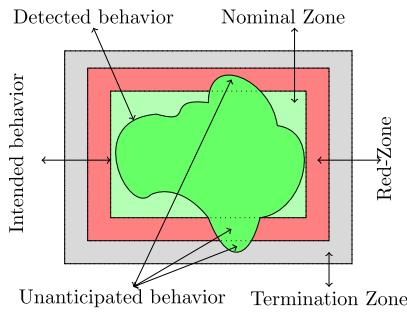 Detected behavior
Nominal Zone
Intended behavior
Red-Zone
Unanticipated behavior
Termination Zone